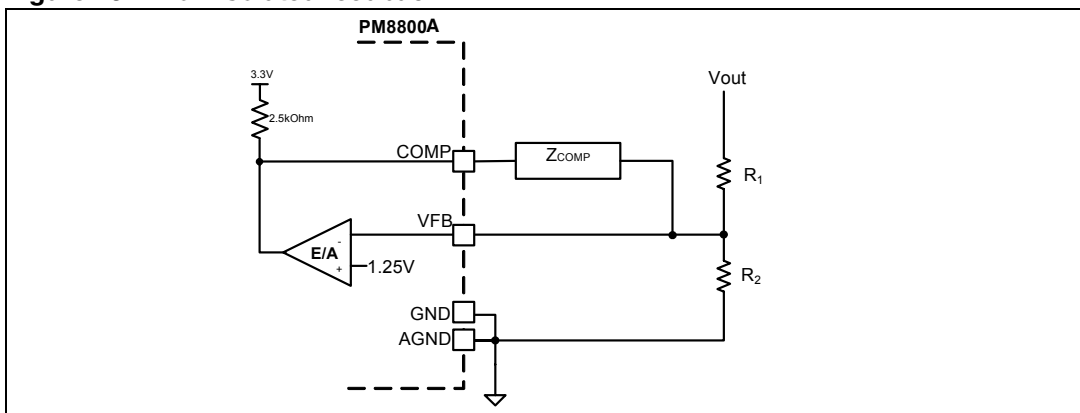 PM8800A
3.3V
2.5kOhm
Vout
COMP
ZCOMP
R1
VFB
E/A
-
+
1.25V
R2
GND
AGND